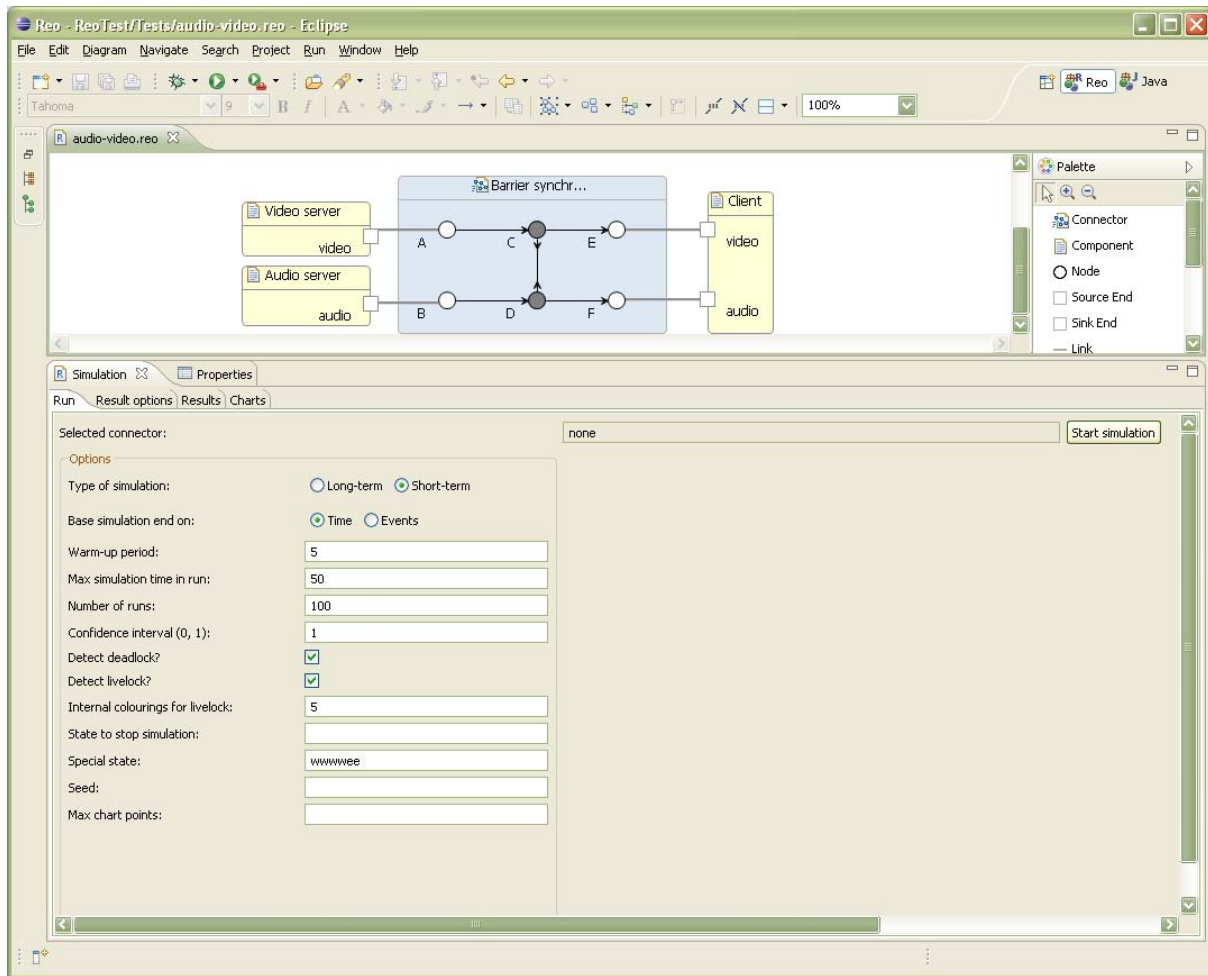 Reo - ReoTest/Tests/audio-video.reo - Eclipse
File Edit Diagram Navigate Search Project Run Window Help
Reo Java
Tahoma 9 B I A 100%
R audio-video.reo
Palette
Barrier synchr...
Video server
Client
Connector
video
A
C
E
video
Component
Audio server
Node
Source End
audio
B
D
F
audio
Sink End
Link
R Simulation Properties
Run Result options Results Charts
Selected connector: none Start simulation
Options
Type of simulation: Long-term Short-term
Base simulation end on: Time Events
Warm-up period: 5
Max simulation time in run: 50
Number of runs: 100
Confidence interval (0, 1): 1
Detect deadlock?
Detect livelock?
Internal colourings for livelock: 5
State to stop simulation:
Special state: wwwwee
Seed:
Max chart points: